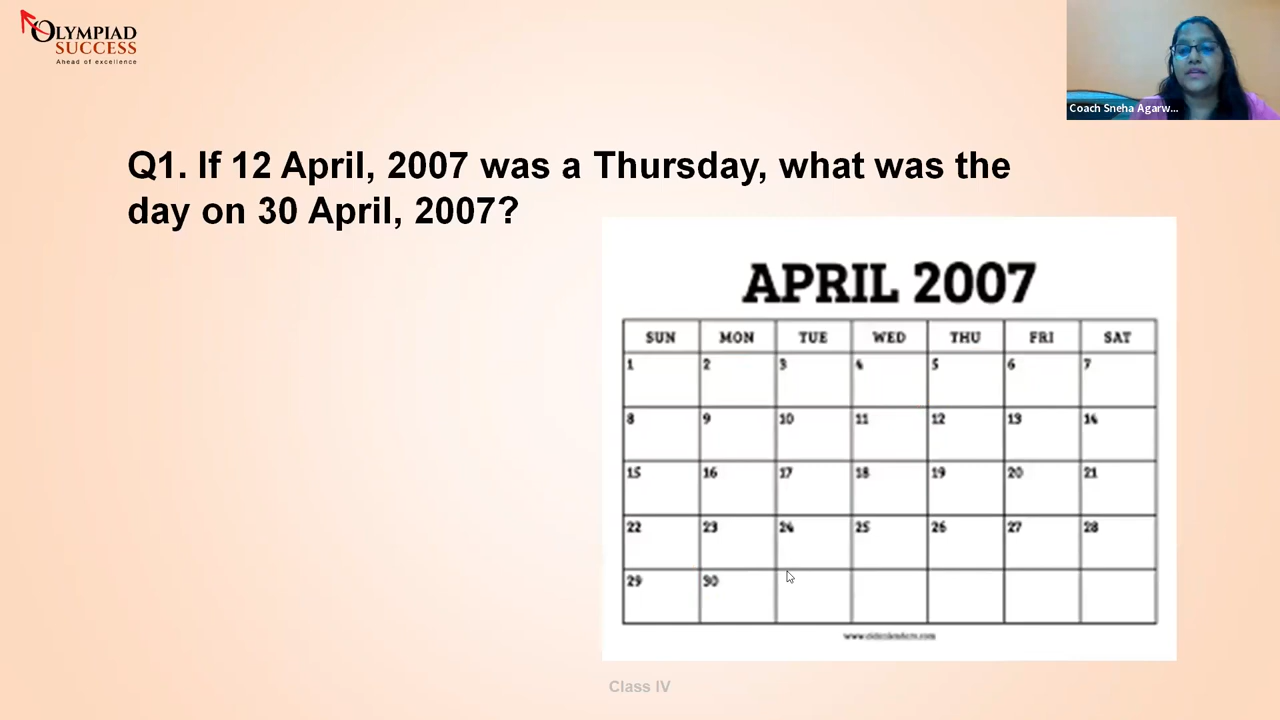 OLYMPIAD
SUCCESS
Ahead of excellence
Coach Sneha Agarw...
Q1. If 12 April, 2007 was a Thursday, what was the
day on 30 April, 2007?
APRIL 2007
SUN MON TUE WED THU FRI SAT
1 2 3 4 5 6 7
8 9 10 11 12 13 14
15 16 17 18 19 20 21
22 23 24 25 26 27 28
29 30
Class IV